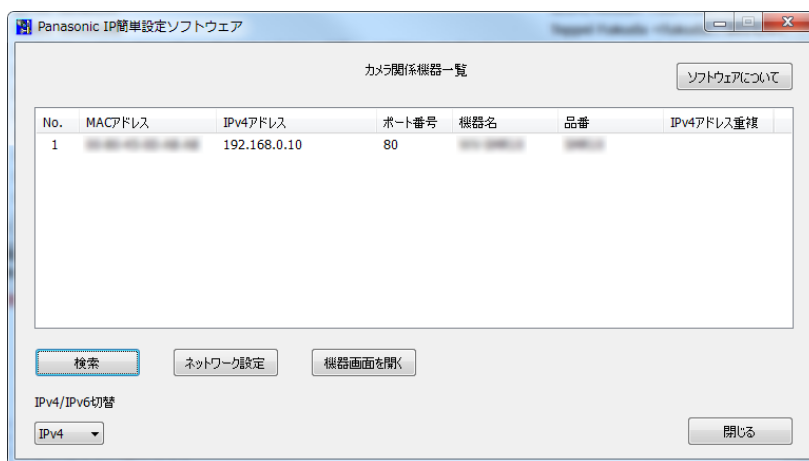 Panasonic IP簡単設定ソフトウェア
カメラ関係機器一覧
ソフトウェアについて
No. MACアドレス IPv4アドレス ポート番号 機器名 品番 IPv4アドレス重複
1 192.168.0.10 80
検索 ネットワーク設定 機器画面を開く
IPv4/IPv6切替
IPv4
閉じる